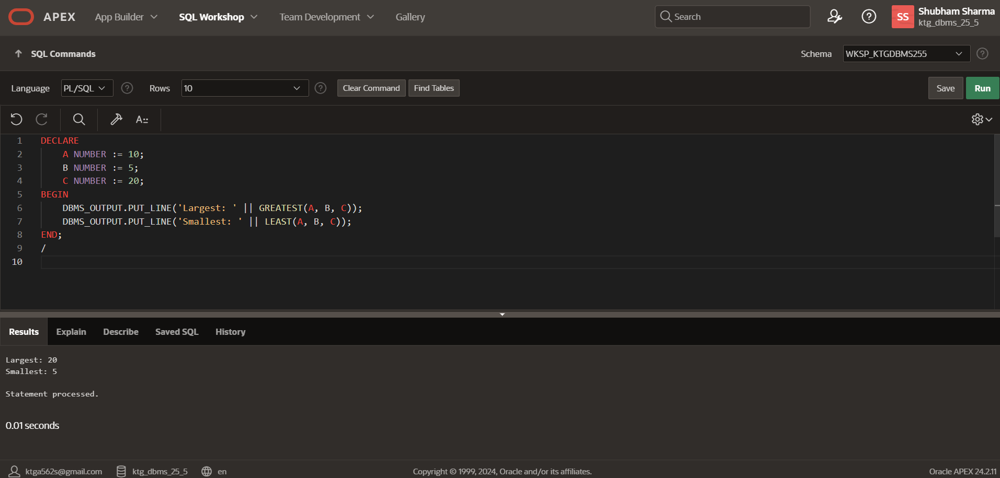 APEX App Builder SQL Workshop Team Development Gallery Search SS Shubham Sharma
ktg_dbms_25_5
SQL Commands Schema WKSP_KTGDBMS255 ?
Language PL/SQL ? Rows 10 ? Clear Command Find Tables Save Run
A::
1 DECLARE
2     A NUMBER := 10;
3     B NUMBER := 5;
4     C NUMBER := 20;
5 BEGIN
6     DBMS_OUTPUT.PUT_LINE('Largest: ' || GREATEST(A, B, C));
7     DBMS_OUTPUT.PUT_LINE('Smallest: ' || LEAST(A, B, C));
8 END;
9 /
10
Results Explain Describe Saved SQL History
Largest: 20
Smallest: 5
Statement processed.
0.01 seconds
ktga562s@gmail.com ktg_dbms_25_5 en Copyright © 1999, 2024, Oracle and/or its affiliates. Oracle APEX 24.2.11